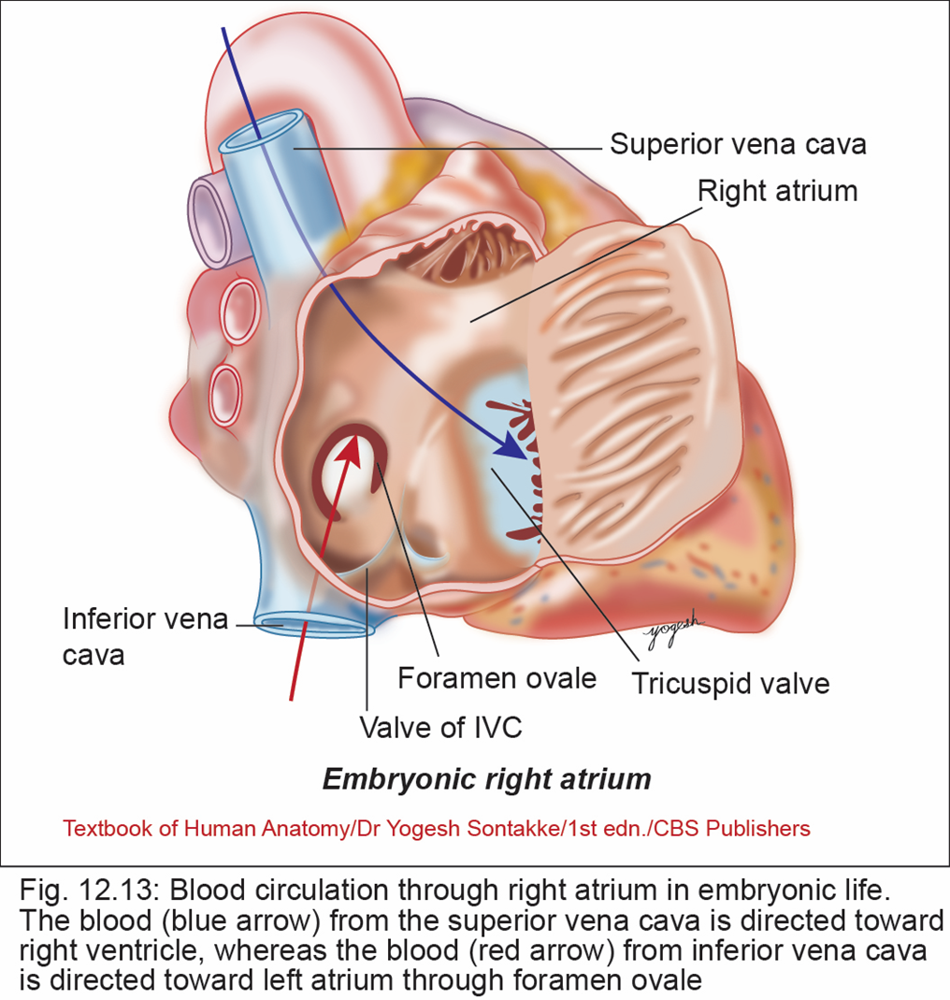 Superior vena cava
Right atrium
Inferior vena
cava
Foramen ovale
Tricuspid valve
Valve of IVC
yogesh
Embryonic right atrium
Textbook of Human Anatomy/Dr Yogesh Sontakke/1st edn./CBS Publishers
Fig. 12.13: Blood circulation through right atrium in embryonic life.
The blood (blue arrow) from the superior vena cava is directed toward
right ventricle, whereas the blood (red arrow) from inferior vena cava
is directed toward left atrium through foramen ovale